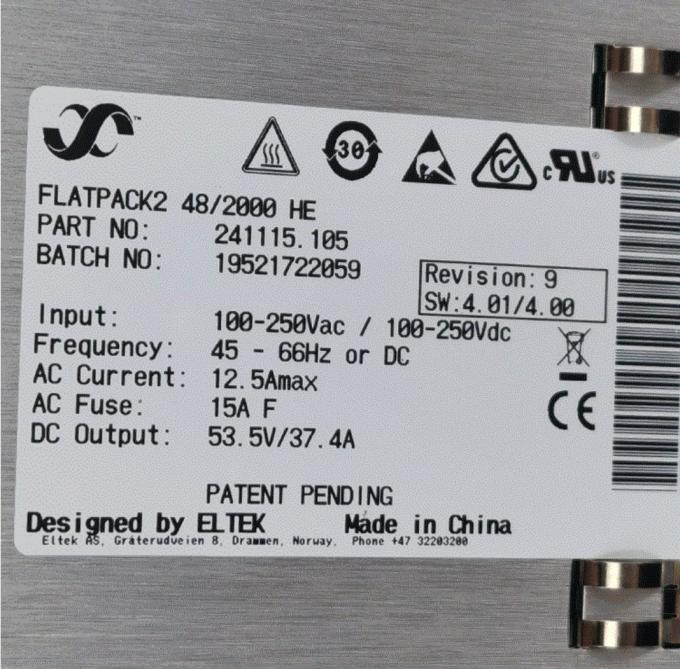 ™
30
c RU ® US
FLATPACK2 48/2000 HE
PART NO: 241115.105
BATCH NO: 19521722059
Revision: 9
SW:4.01/4.00
Input: 100-250Vac / 100-250Vdc
Frequency: 45 - 66Hz or DC
AC Current: 12.5Amax
AC Fuse: 15A F
DC Output: 53.5V/37.4A
CE
PATENT PENDING
Designed by ELTEK Made in China
Eltek AS, Gråterudveien 8, Drammen, Norway. Phone +47 32203200